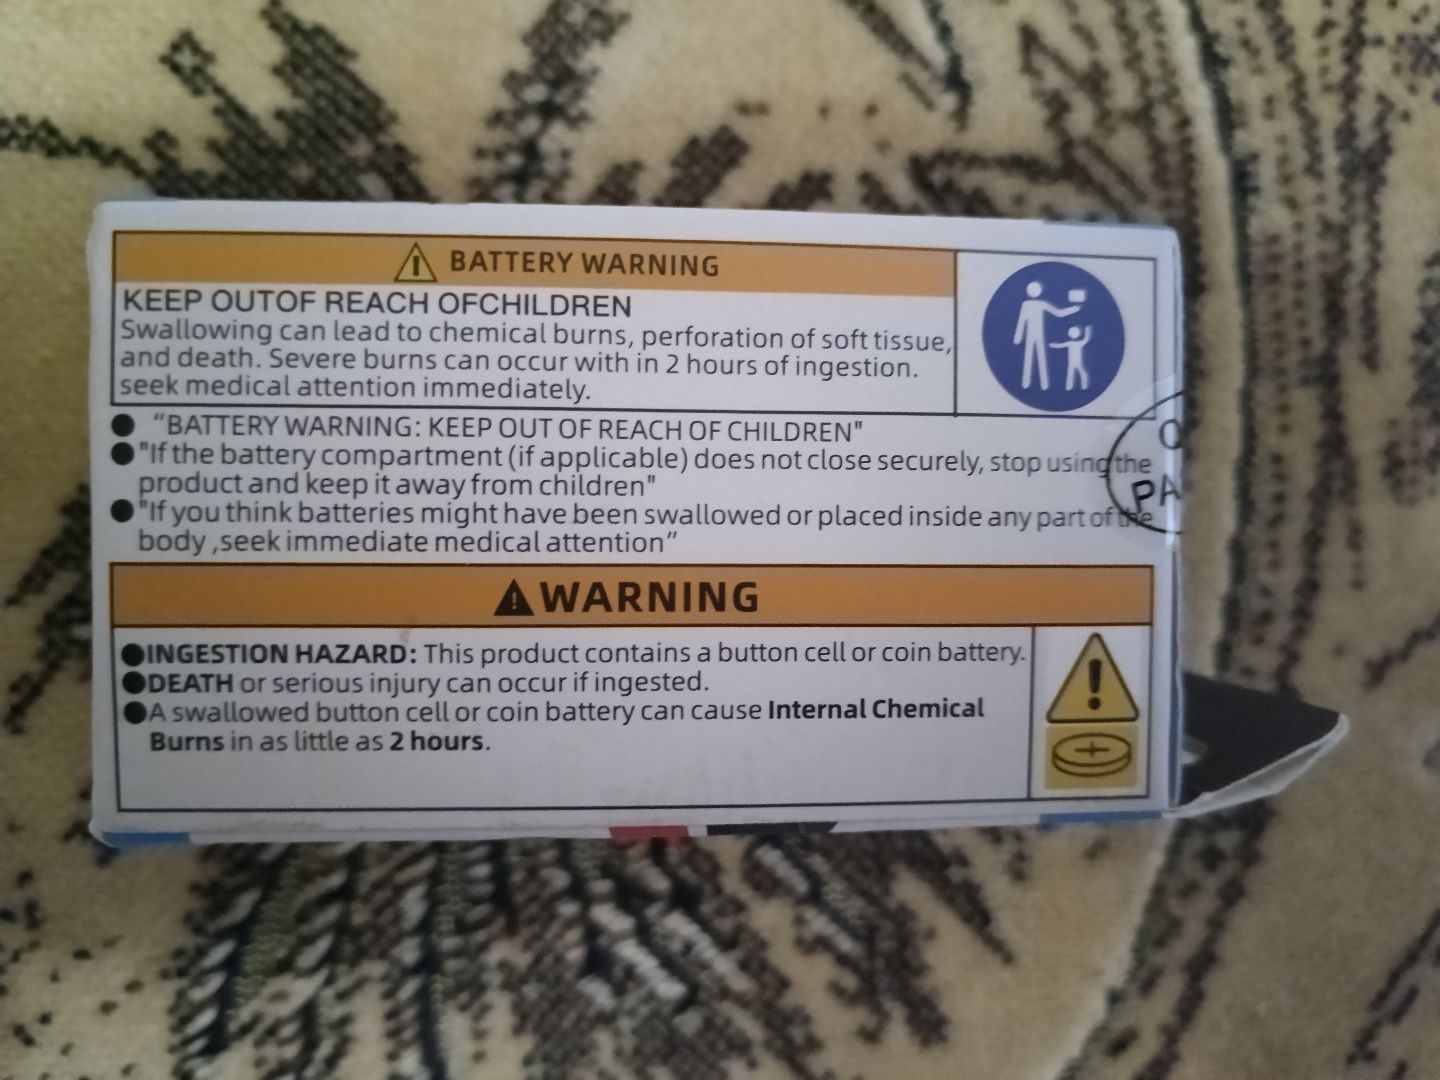 BATTERY WARNING
KEEP OUTOF REACH OFCHILDREN
Swallowing can lead to chemical burns, perforation of soft tissue,
and death. Severe burns can occur with in 2 hours of ingestion.
seek medical attention immediately.
● “BATTERY WARNING: KEEP OUT OF REACH OF CHILDREN"
● "If the battery compartment (if applicable) does not close securely, stop using the
product and keep it away from children"
● "If you think batteries might have been swallowed or placed inside any part of the
body ,seek immediate medical attention”
PA
WARNING
●INGESTION HAZARD: This product contains a button cell or coin battery.
●DEATH or serious injury can occur if ingested.
●A swallowed button cell or coin battery can cause Internal Chemical
Burns in as little as 2 hours.